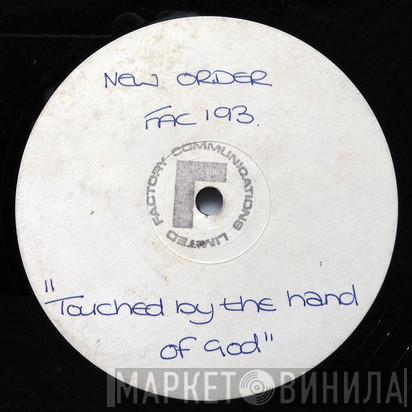 NEW ORDER
FAC 193.
FACTORY COMMUNICATIONS LIMITED
"Touched by the hand
of God"
МАРКЕТ ВИНИЛА